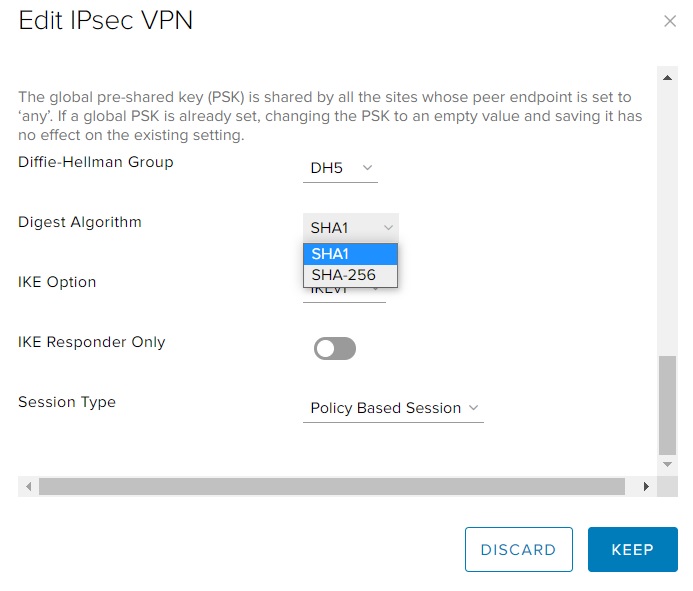 Edit IPsec VPN
The global pre-shared key (PSK) is shared by all the sites whose peer endpoint is set to
‘any’. If a global PSK is already set, changing the PSK to an empty value and saving it has
no effect on the existing setting.
Diffie-Hellman Group
DH5
Digest Algorithm
SHA1
SHA1
SHA-256
IKE Option
IKEV1
IKE Responder Only
Session Type
Policy Based Session
DISCARD
KEEP